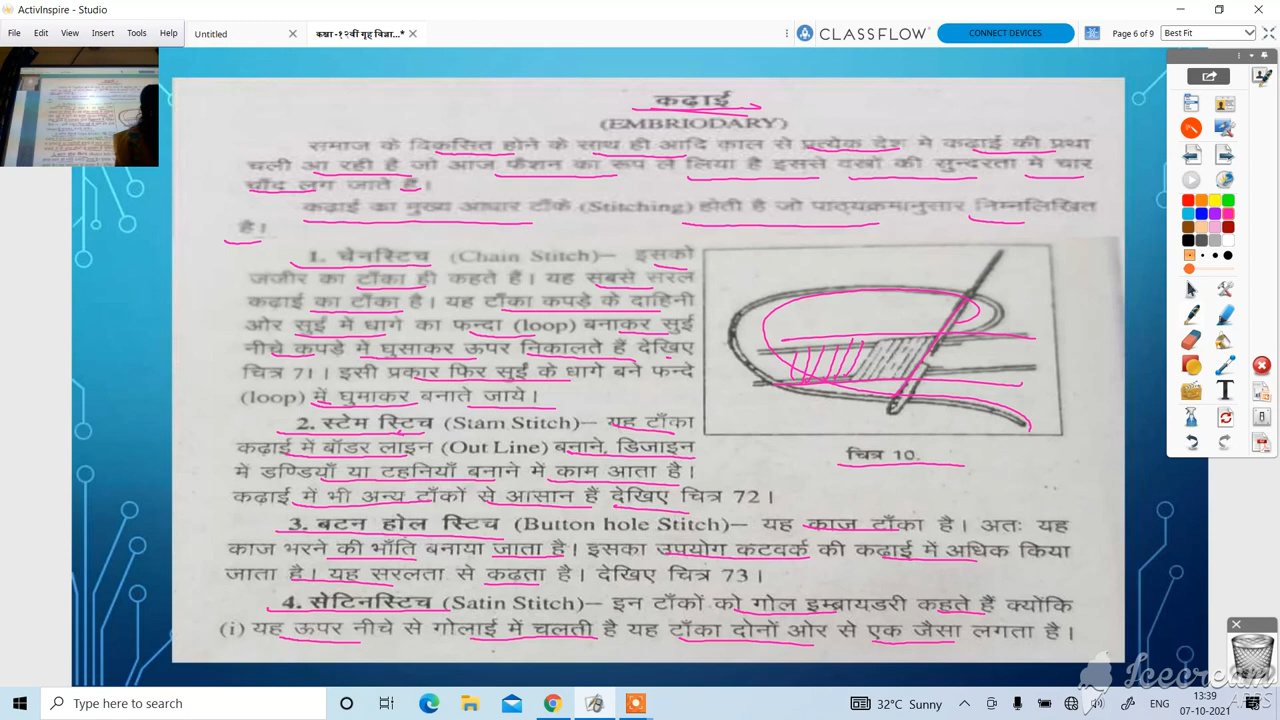 ActivInspire - Studio
File Edit View Insert Tools Help
Untitled
कक्षा -१२वीं गृह विज्ञा...*
CLASSFLOW
CONNECT DEVICES
Page 6 of 9
Best Fit
कढ़ाई
(EMBRIODARY)
के साथ ही आदि में कढ़ाई की प्रथा
चली आ रही है जो आज फैशन का रूप ले लिया है इससे वस्त्रों की सुन्दरता में चार
चाँद लग जाते हैं।
कढ़ाई का मुख्य टाँके (Stitching) होती है जो पाठ्यक्रमानुसार निम्नलिखित
है।
1. चेनस्टिच (Chain Stitch)– इसको
जंजीर का टाँका ही कहते हैं। यह सबसे सरल
कढ़ाई का टाँका है। यह टाँका कपड़े के दाहिनी
ओर सुई में धागे का फन्दा (loop) बनाकर सुई
नीचे कपड़े में घुसाकर ऊपर निकालते हैं देखिए
चित्र 71। इसी प्रकार फिर सुई के धागे बने फन्दे
(loop) में घुमाकर बनाते जाये।
2. स्टेम स्टिच (Stam Stitch)– यह टाँका
कढ़ाई में बॉडर लाइन (Out Line) बनाने, डिजाइन
में डण्डियाँ या टहनियाँ बनाने में काम आता है।
कढ़ाई में भी अन्य टाँकों से आसान हैं देखिए चित्र 72।
चित्र 10.
3. बटन होल स्टिच (Button hole Stitch)– यह काज टाँका है। अतः यह
काज भरने की भाँति बनाया जाता है। इसका उपयोग कटवर्क की कढ़ाई में अधिक किया
जाता है। यह सरलता से कढ़ता है। देखिए चित्र 73।
4. सेटिनस्टिच (Satin Stitch)– इन टाँकों को गोल इम्ब्रायडरी कहते हैं क्योंकि
(i) यह ऊपर नीचे से गोलाई में चलती है यह टाँका दोनों ओर से एक जैसा लगता है।
Icecream
APPS
Type here to search
32°C Sunny
ENG
13:39
07-10-2021